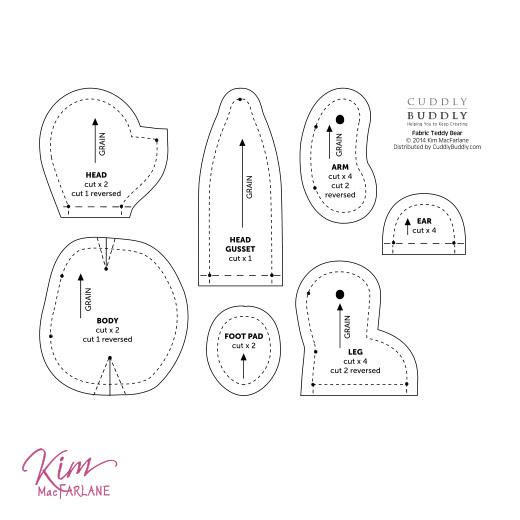 CUDDLY
BUDDLY
Helping You to Keep Creating
Fabric Teddy Bear
© 2014 Kim MacFarlane
Distributed by CuddlyBuddly.com
GRAIN
HEAD
cut x 2
cut 1 reversed
GRAIN
HEAD
GUSSET
cut x 1
GRAIN
ARM
cut x 4
cut 2
reversed
EAR
cut x 4
GRAIN
BODY
cut x 2
cut 1 reversed
FOOT PAD
cut x 2
GRAIN
LEG
cut x 4
cut 2 reversed
Kim
MACFARLANE